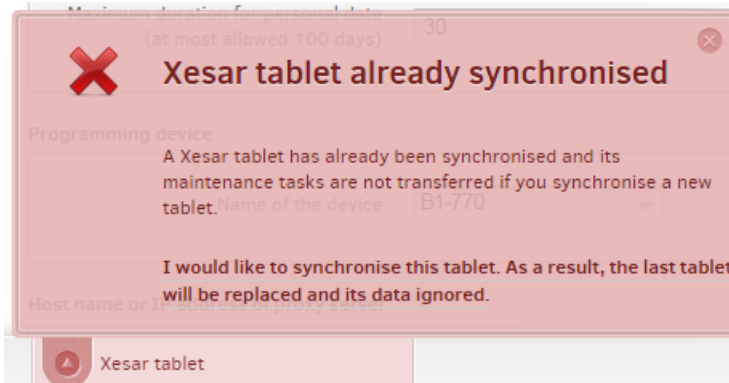 Maximum duration for personal data
(at most allowed 100 days)
30
Xesar tablet already synchronised
Programming device
A Xesar tablet has already been synchronised and its
maintenance tasks are not transferred if you synchronise a new
tablet.
Name of the device
B1-770
I would like to synchronise this tablet. As a result, the last tablet
will be replaced and its data ignored.
Host name or IP address of proxy server
Xesar tablet